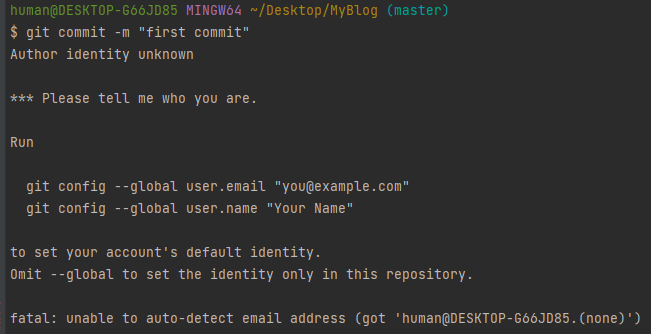 human@DESKTOP-G66JD85 MINGW64 ~/Desktop/MyBlog (master)
$ git commit -m "first commit"
Author identity unknown
*** Please tell me who you are.
Run
git config --global user.email "you@example.com"
git config --global user.name "Your Name"
to set your account's default identity.
Omit --global to set the identity only in this repository.
fatal: unable to auto-detect email address (got 'human@DESKTOP-G66JD85.(none)')